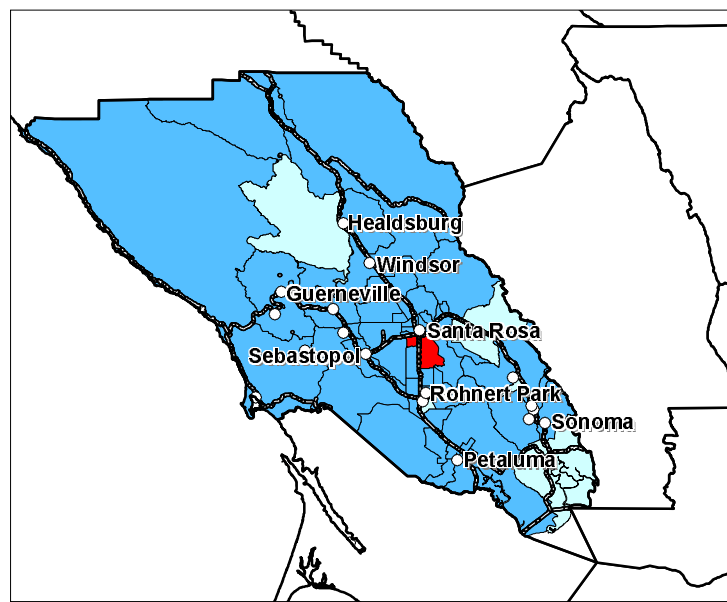 Healdsburg
Windsor
Guerneville
Santa Rosa
Sebastopol
Rohnert Park
Sonoma
Petaluma